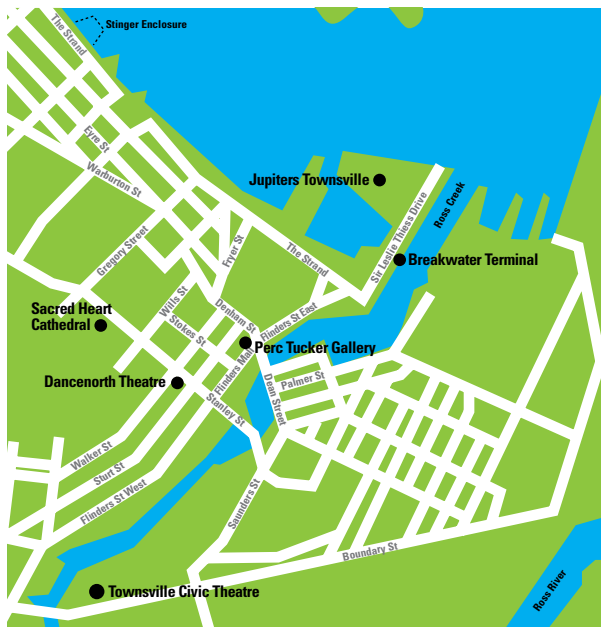 Stinger Enclosure
The Strand
Eyre St
Warburton St
Jupiters Townsville
Sir Leslie Thiess Drive
Ross Creek
Gregory Street
Fryer St
The Strand
Breakwater Terminal
Wills St
Denham St
Flinders St East
Sacred Heart
Cathedral
Stokes St
Perc Tucker Gallery
Flinders Mall
Dancenorth Theatre
Palmer St
Dean Street
Stanley St
Walker St
Sturt St
Flinders St West
Saunders St
Boundary St
Townsville Civic Theatre
Ross River